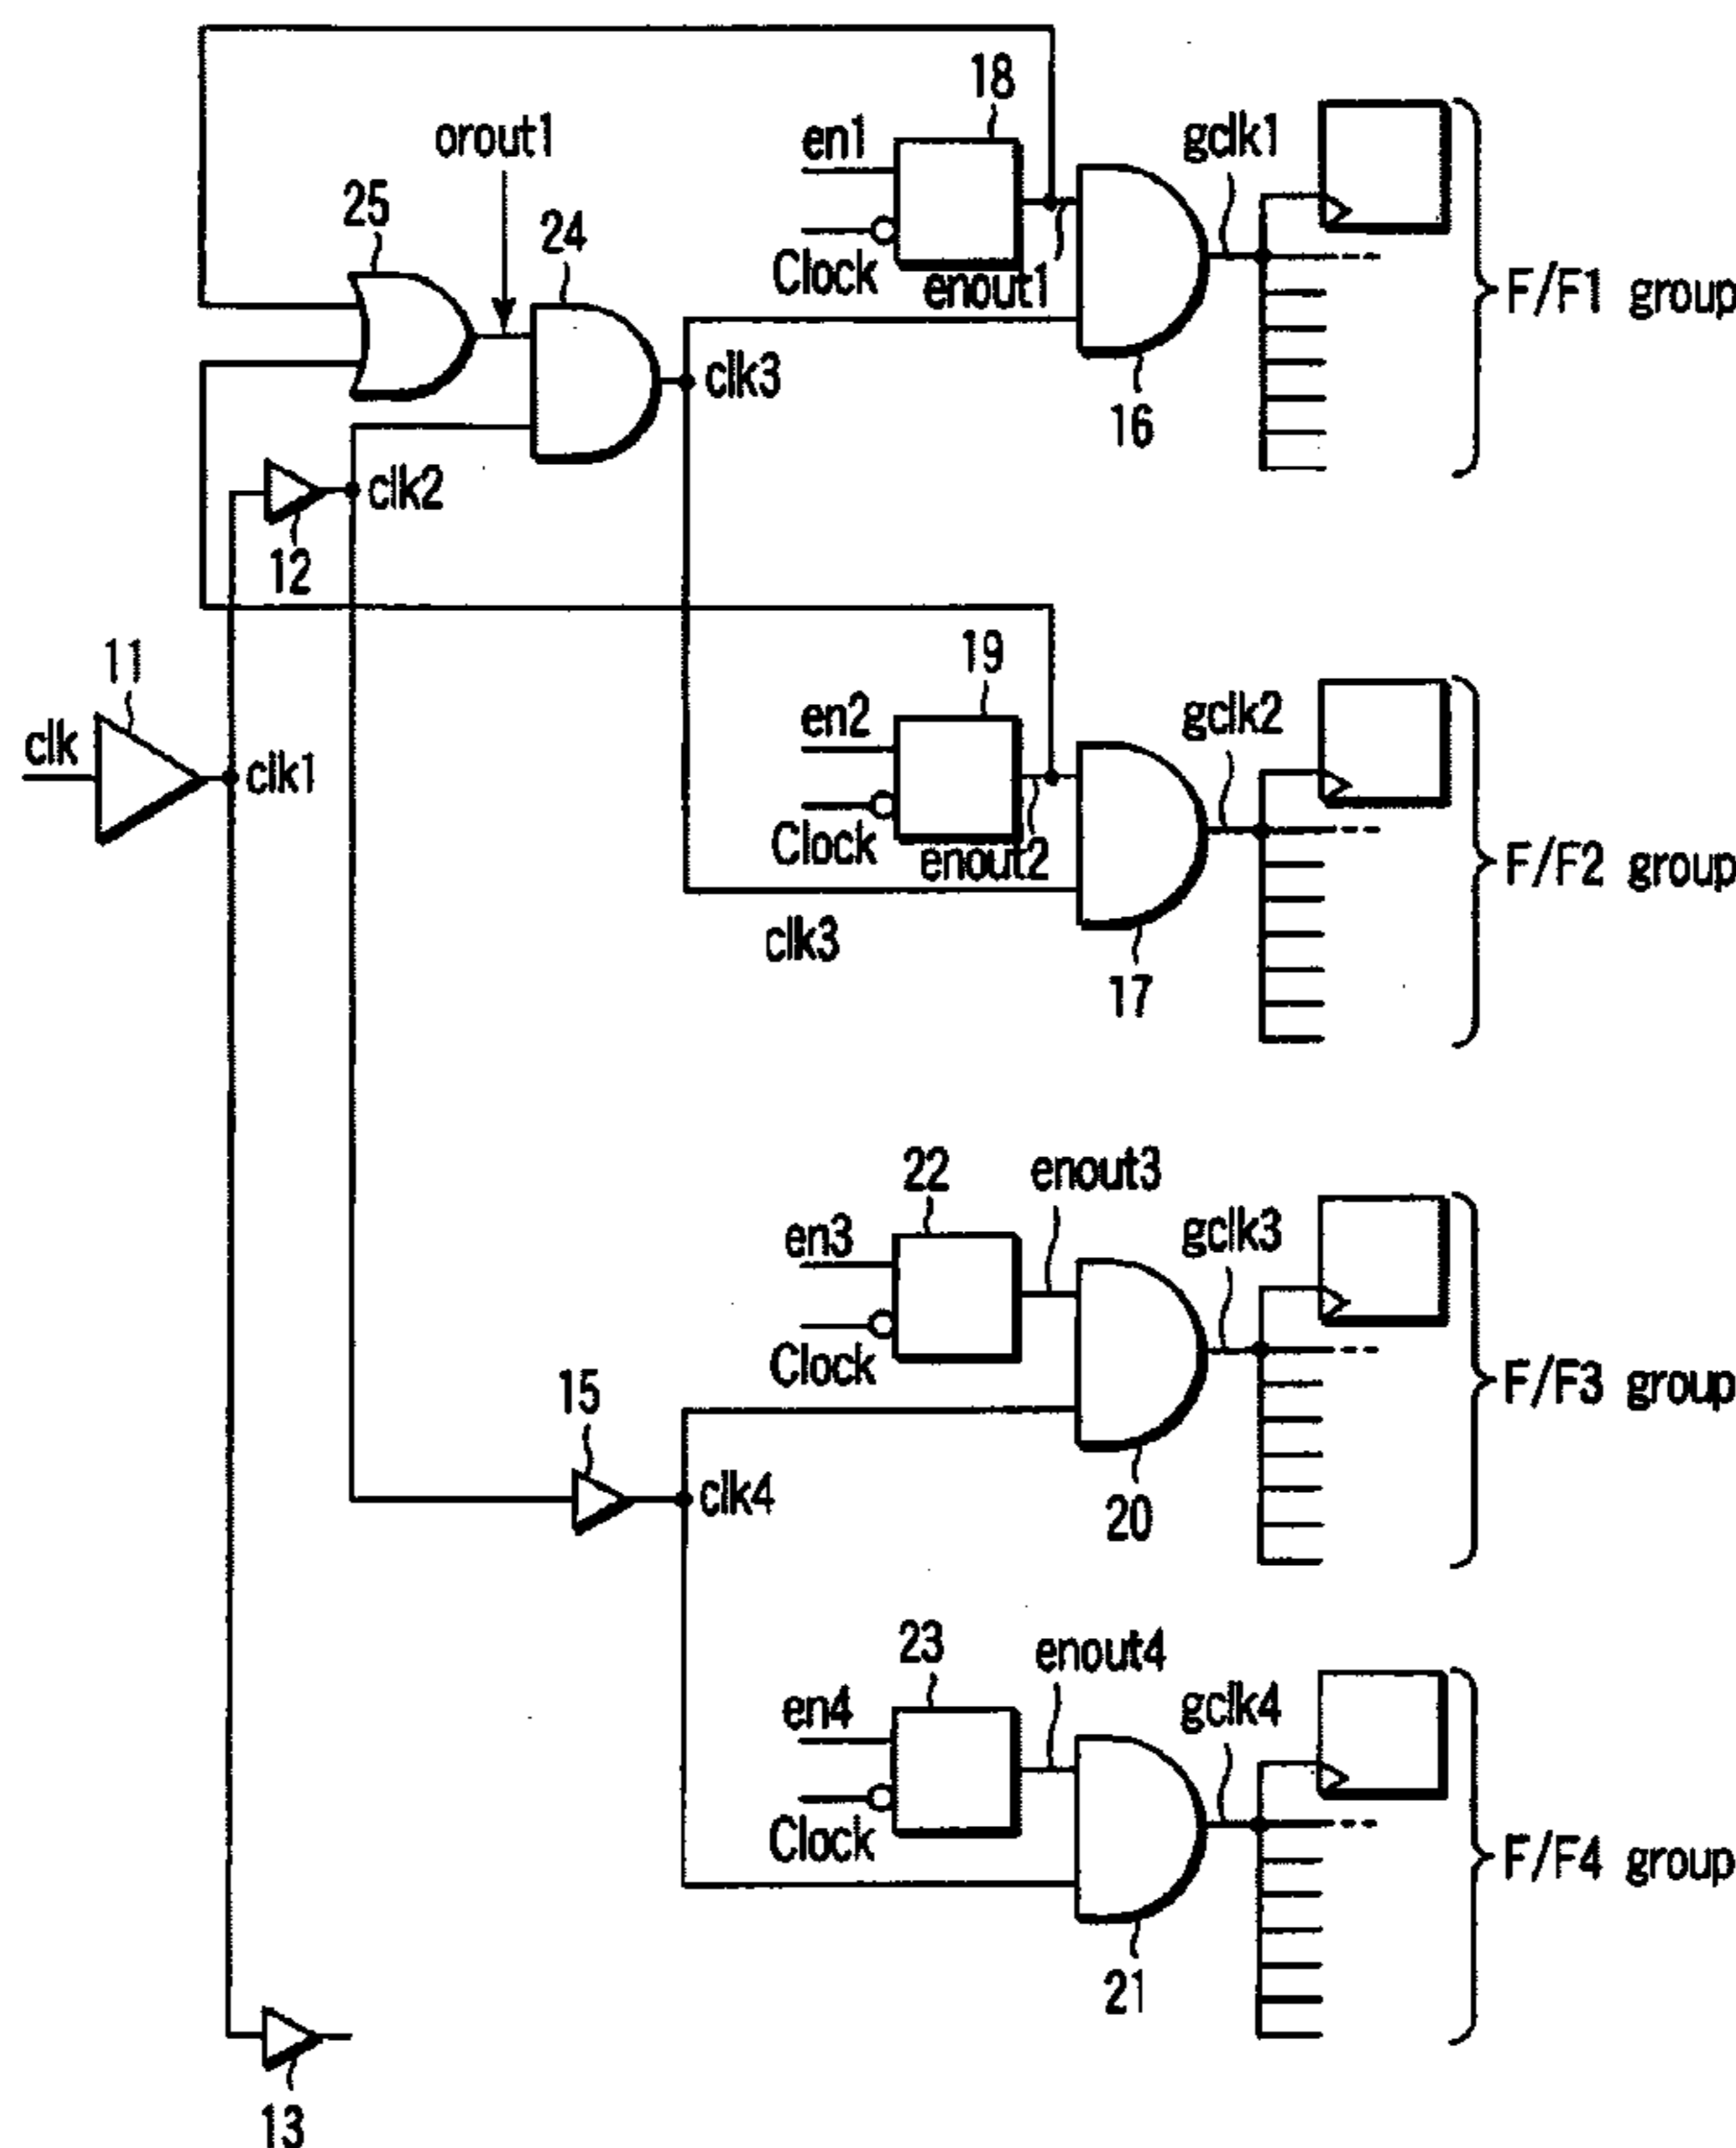 18
en1
gclk1
orout1
25
24
Clock
enout1
F/F1 group
clk3
16
clk2
12
19
11
en2
gclk2
clk
clk1
Clock
enout2
F/F2 group
clk3
17
22
enout3
en3
gclk3
Clock
15
F/F3 group
clk4
20
23
enout4
en4
gclk4
Clock
F/F4 group
21
13